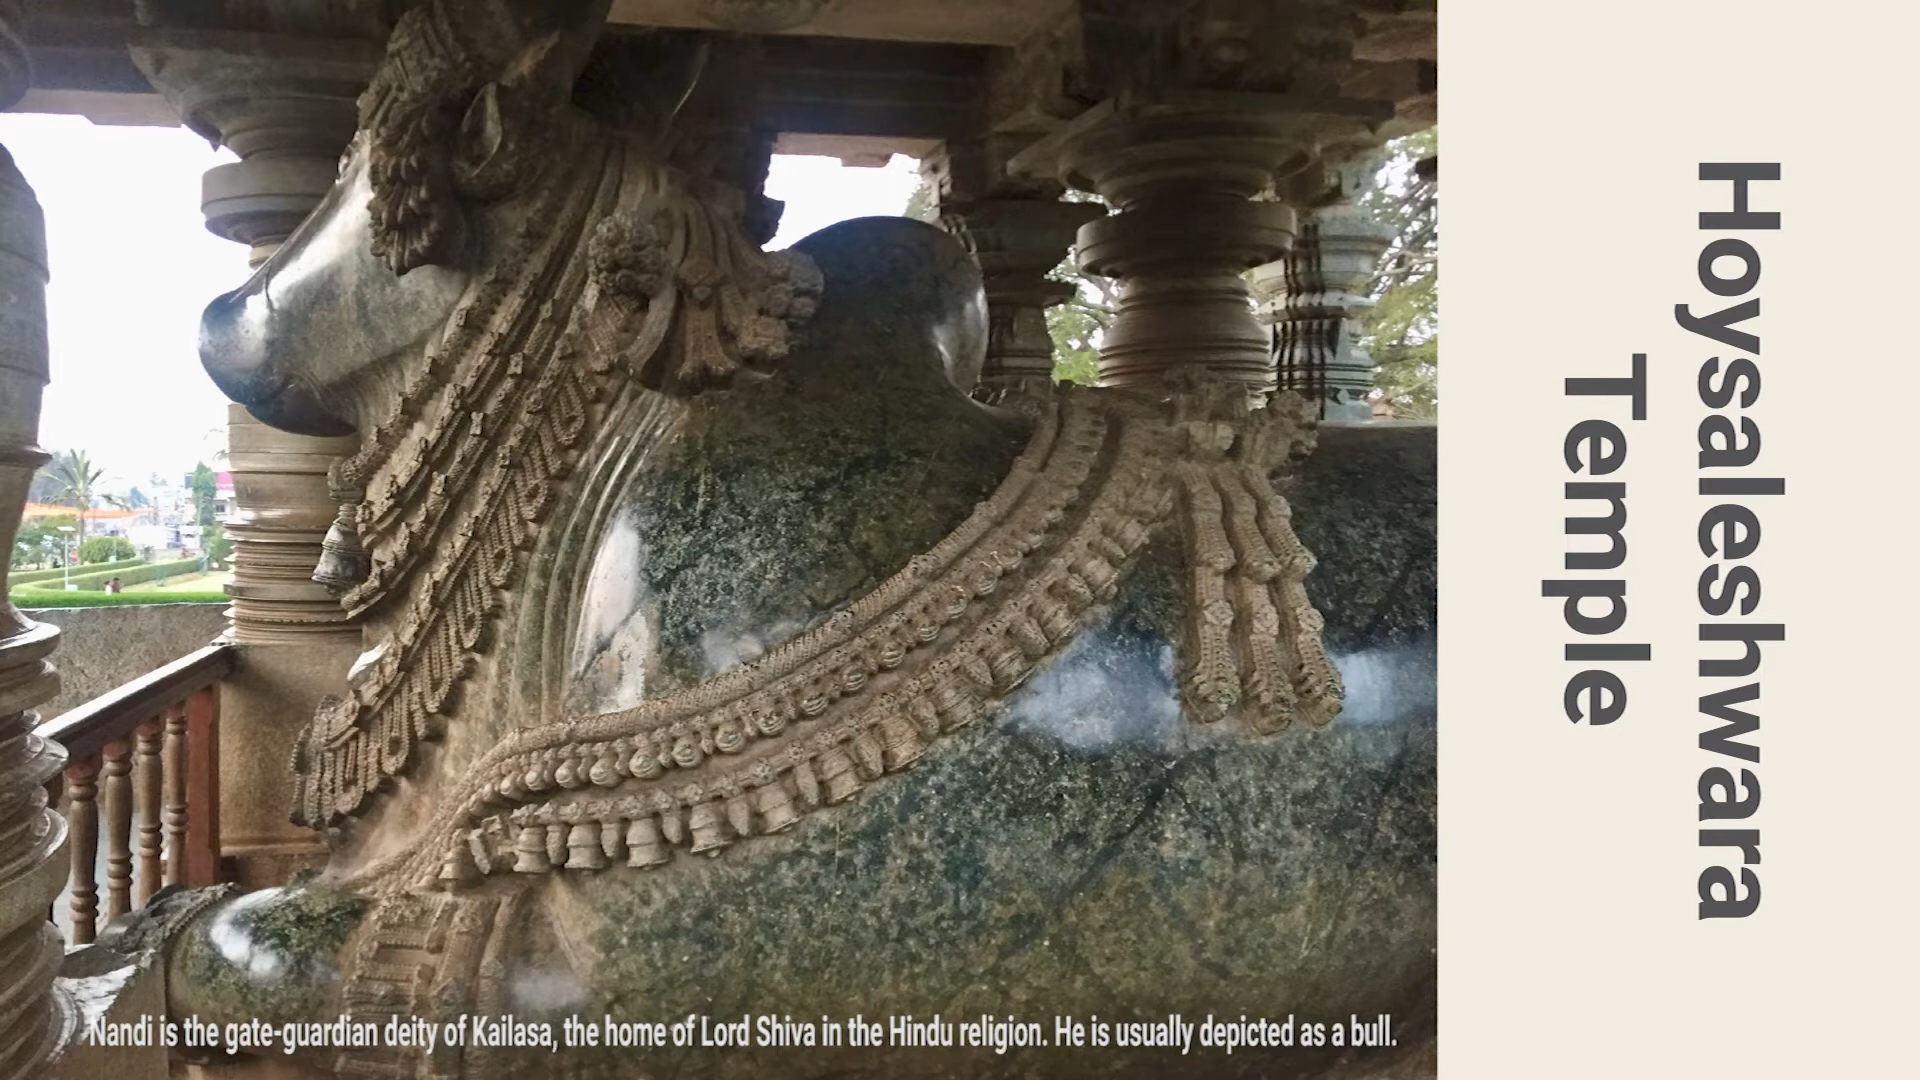 Hoysaleshwara
Temple
Nandi is the gate-guardian deity of Kailasa, the home of Lord Shiva in the Hindu religion. He is usually depicted as a bull.